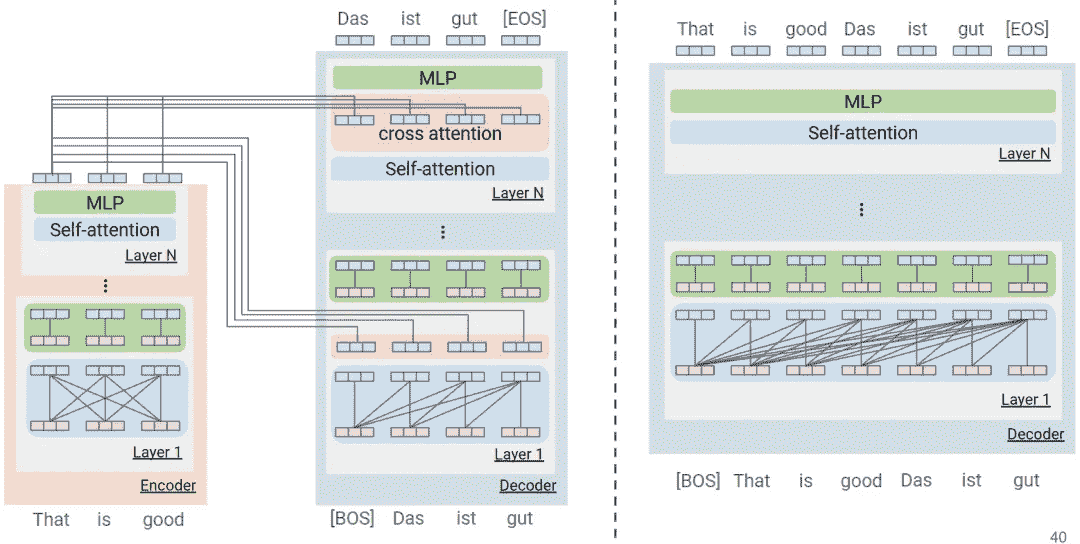 Das ist gut [EOS]
MLP
cross attention
Self-attention
Layer N
⋮
Layer 1
Decoder
[BOS] Das ist gut
MLP
Self-attention
Layer N
⋮
Layer 1
Encoder
That is good
That is good Das ist gut [EOS]
MLP
Self-attention
Layer N
⋮
Layer 1
Decoder
[BOS] That is good Das ist gut
40